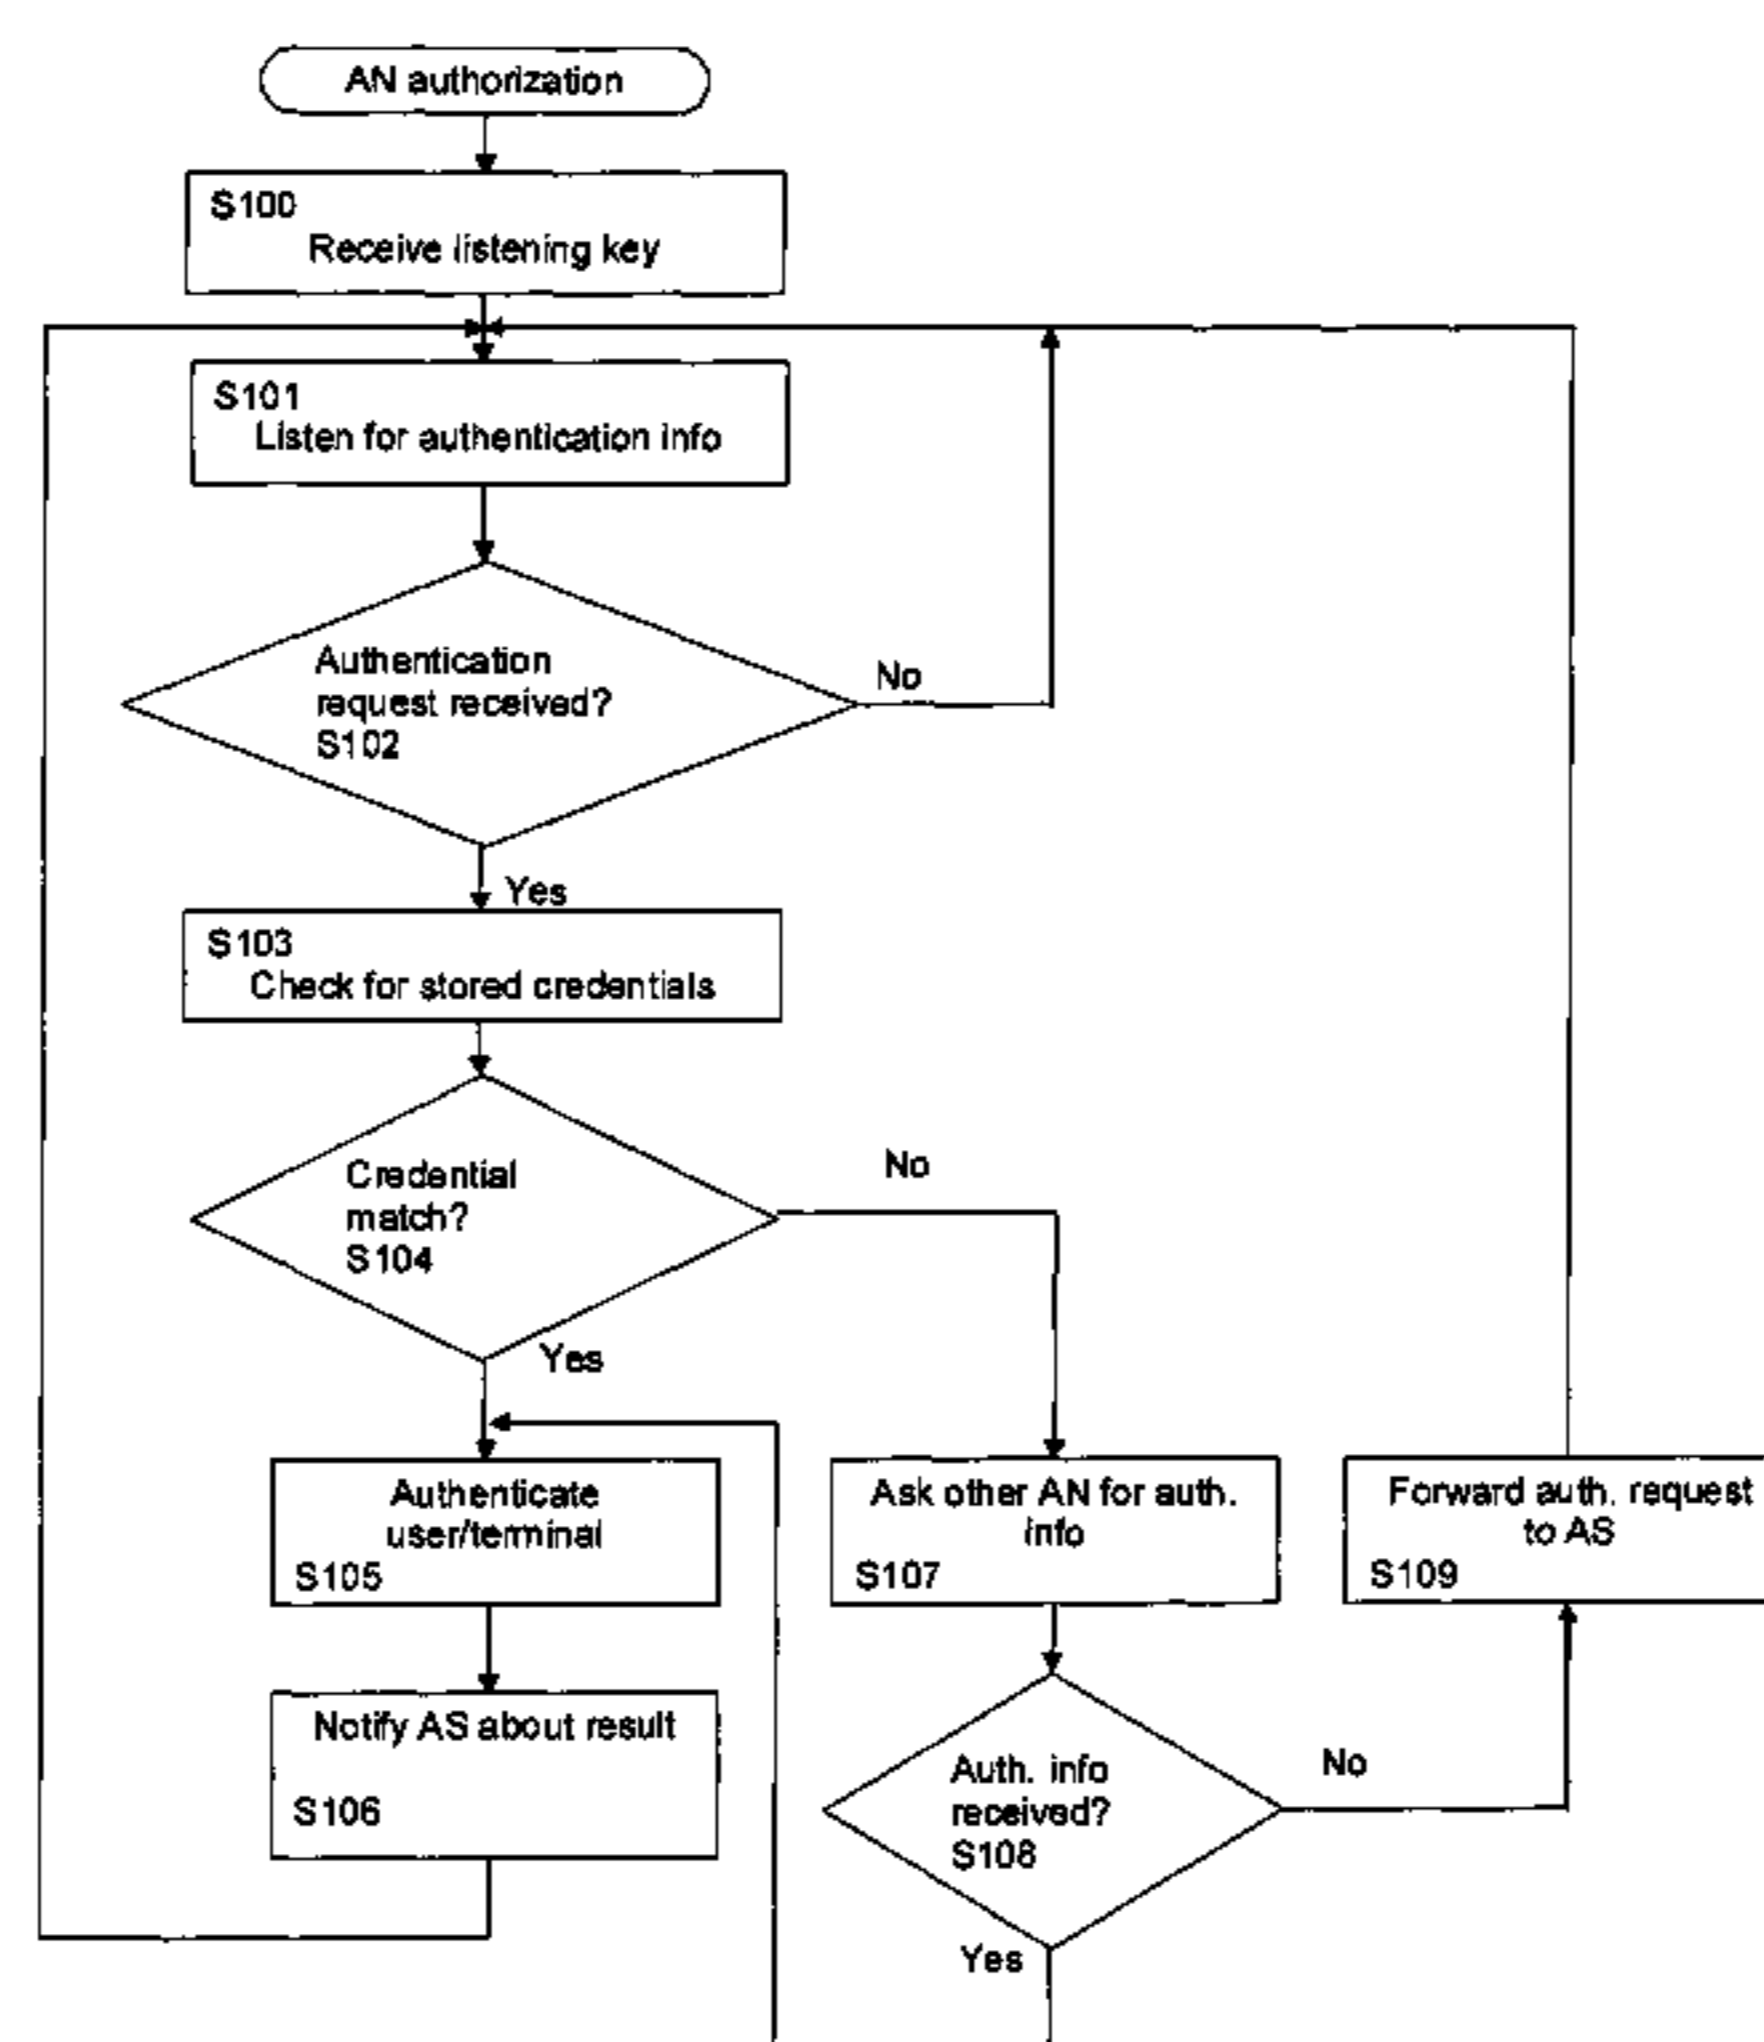 AN authorization
S100
Receive listening key
S101
Listen for authentication info
Authentication
request received?
S102
No
Yes
S103
Check for stored credentials
Credential
match?
S104
No
Yes
Authenticate
user/terminal
S105
Ask other AN for auth.
info
S107
Forward auth. request
to AS
S109
Notify AS about result
S106
Auth. info
received?
S108
No
Yes